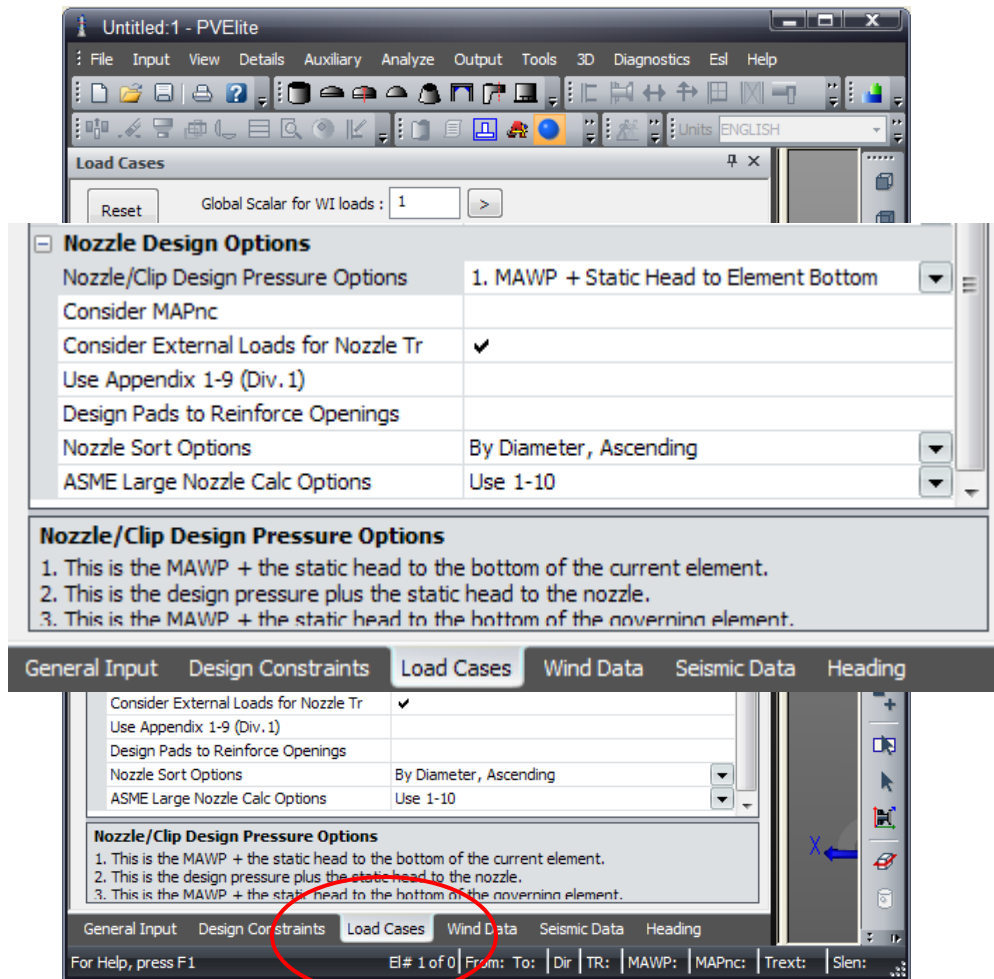 Untitled:1 - PVElite
File Input View Details Auxiliary Analyze Output Tools 3D Diagnostics Esl Help
Units ENGLISH
Load Cases
Reset Global Scalar for WI loads : 1 >
Nozzle Design Options
Nozzle/Clip Design Pressure Options 1. MAWP + Static Head to Element Bottom
Consider MAPnc
Consider External Loads for Nozzle Tr
Use Appendix 1-9 (Div.1)
Design Pads to Reinforce Openings
Nozzle Sort Options By Diameter, Ascending
ASME Large Nozzle Calc Options Use 1-10
Nozzle/Clip Design Pressure Options
1. This is the MAWP + the static head to the bottom of the current element.
2. This is the design pressure plus the static head to the nozzle.
3. This is the MAWP + the static head to the bottom of the governing element.
General Input Design Constraints Load Cases Wind Data Seismic Data Heading
Consider External Loads for Nozzle Tr
Use Appendix 1-9 (Div.1)
Design Pads to Reinforce Openings
Nozzle Sort Options By Diameter, Ascending
ASME Large Nozzle Calc Options Use 1-10
Nozzle/Clip Design Pressure Options
1. This is the MAWP + the static head to the bottom of the current element.
2. This is the design pressure plus the static head to the nozzle.
3. This is the MAWP + the static head to the bottom of the governing element.
General Input Design Constraints Load Cases Wind Data Seismic Data Heading
X
For Help, press F1 El# 1 of 0 From: To: Dir TR: MAWP: MAPnc: Trext: Slen: